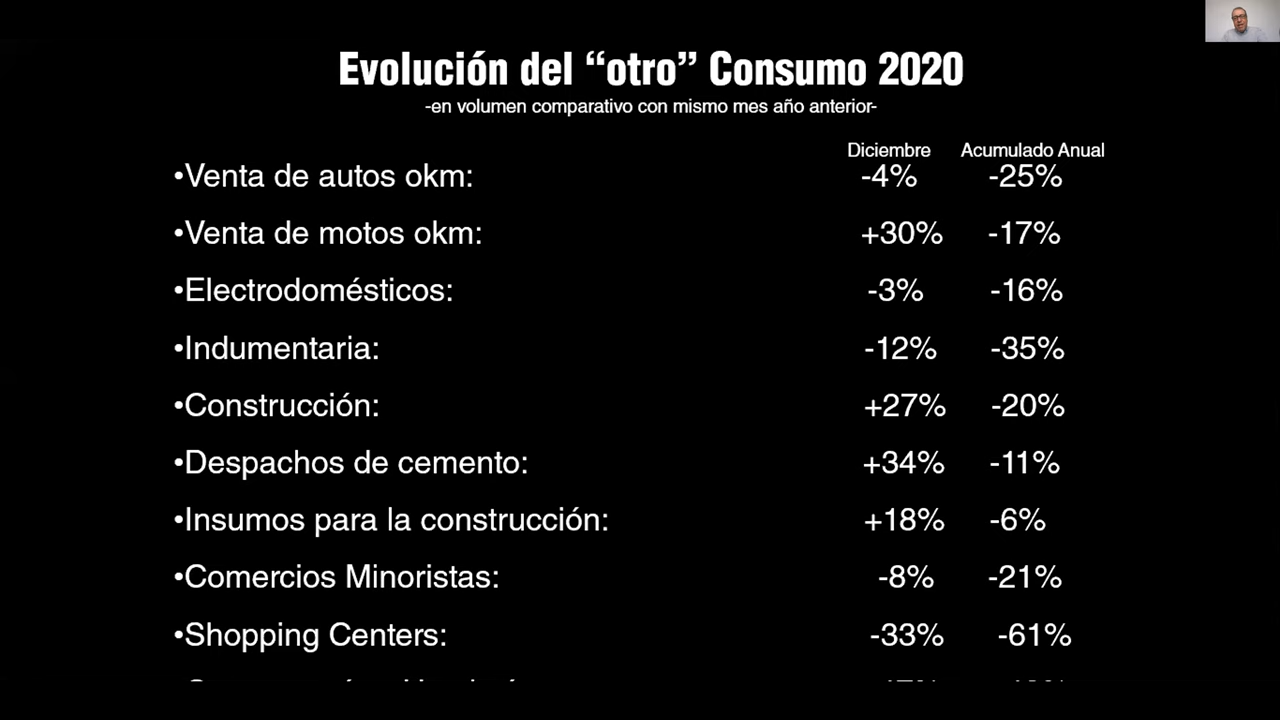 Evolución del “otro” Consumo 2020
-en volumen comparativo con mismo mes año anterior-
Diciembre Acumulado Anual
•Venta de autos okm: -4% -25%
•Venta de motos okm: +30% -17%
•Electrodomésticos: -3% -16%
•Indumentaria: -12% -35%
•Construcción: +27% -20%
•Despachos de cemento: +34% -11%
•Insumos para la construcción: +18% -6%
•Comercios Minoristas: -8% -21%
•Shopping Centers: -33% -61%